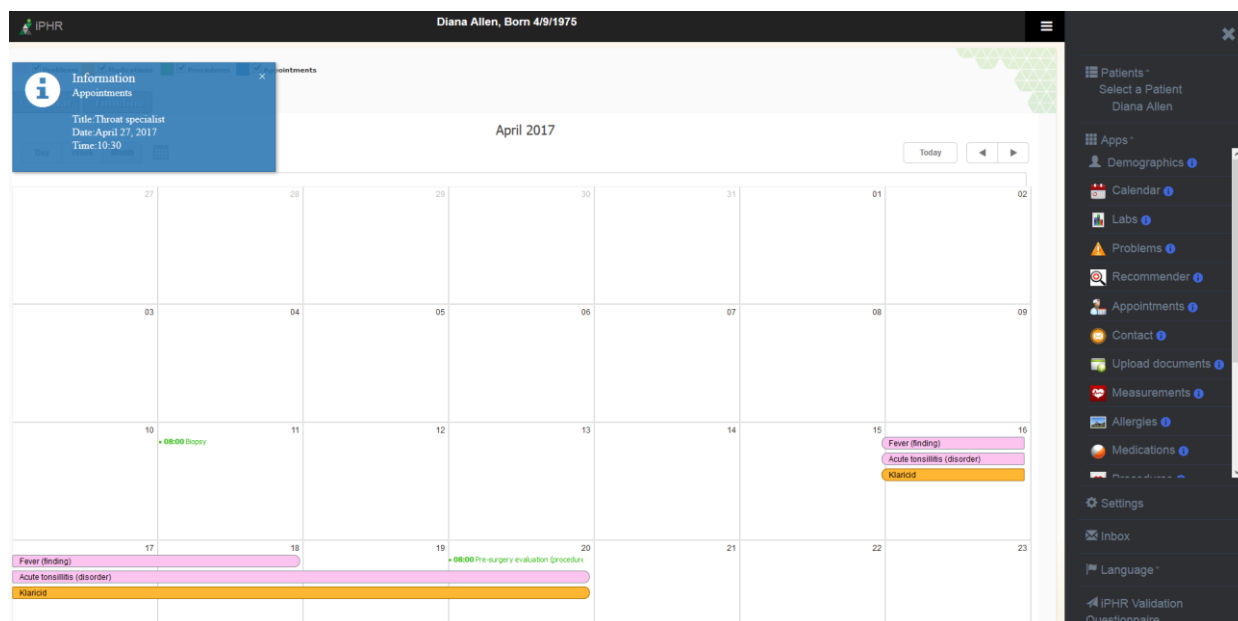 iPHR
Diana Allen, Born 4/9/1975
Information
Appointments
Title:Throat specialist
Date:April 27, 2017
Time:10:30
×
Appointments
April 2017
Today
27 28 29 30 31 01 02
03 04 05 06 07 08 09
10 11 12 13 14 15 16
08:00 Biopsy
Fever (finding)
Acute tonsillitis (disorder)
Klaricid
17 18 19 20 21 22 23
08:00 Pre-surgery evaluation (procedure
Fever (finding)
Acute tonsillitis (disorder)
Klaricid
Patients
Select a Patient
Diana Allen
Apps
Demographics
Calendar
Labs
Problems
Recommender
Appointments
Contact
Upload documents
Measurements
Allergies
Medications
Procedures
Settings
Inbox
Language
iPHR Validation
Questionnaire